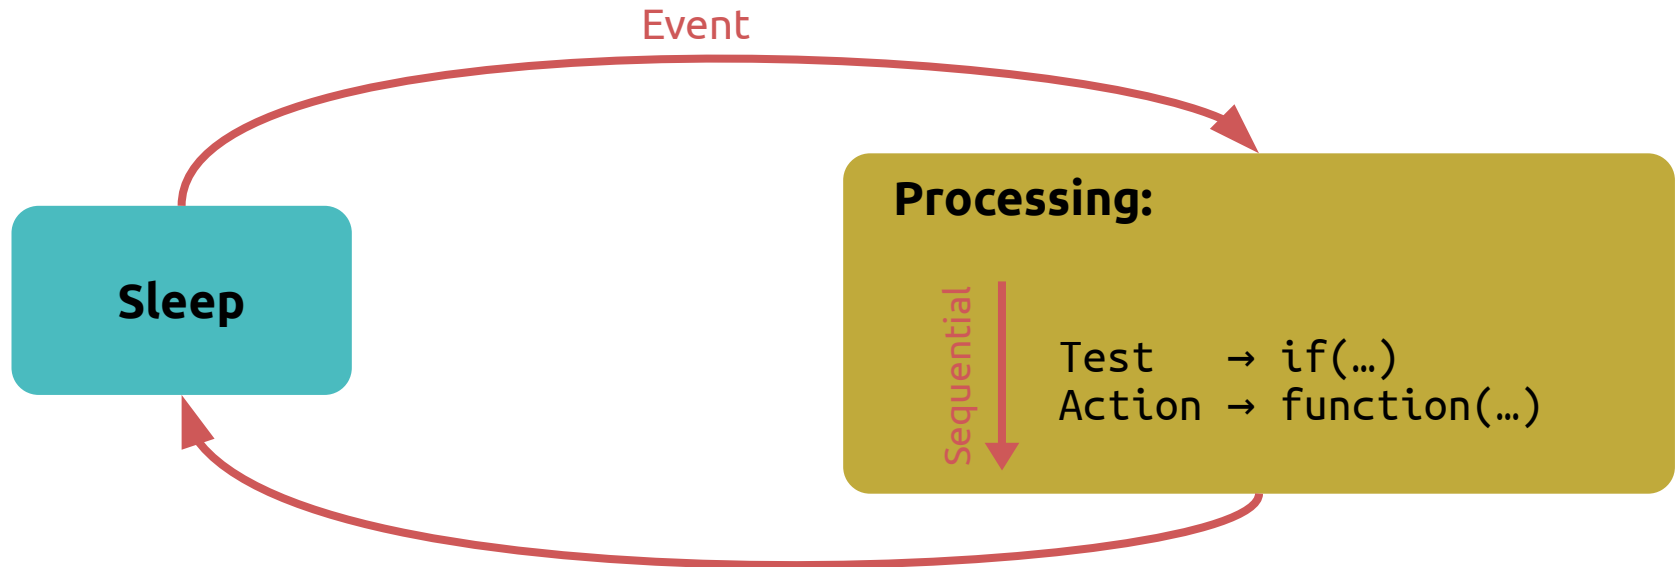 Event
Sleep
Processing:
Sequential
Test → if(…)
Action → function(…)